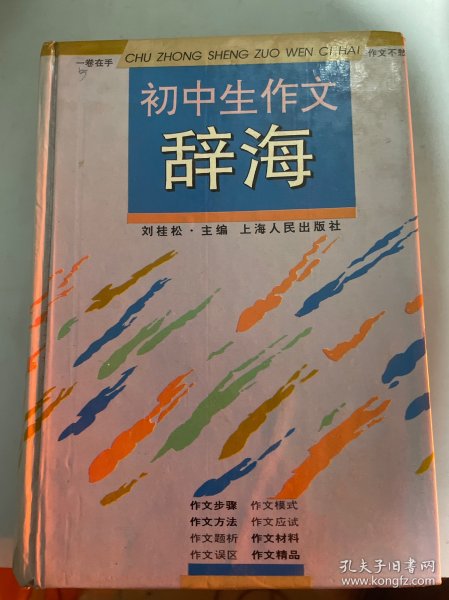 一卷在手 CHU ZHONG SHENG ZUO WEN CI HAI 作文不愁
初中生作文
辞海
刘桂松·主编 上海人民出版社
作文步骤 作文模式
作文方法 作文应试
作文题析 作文材料
作文误区 作文精品
孔夫子旧书网
www.kongfz.com